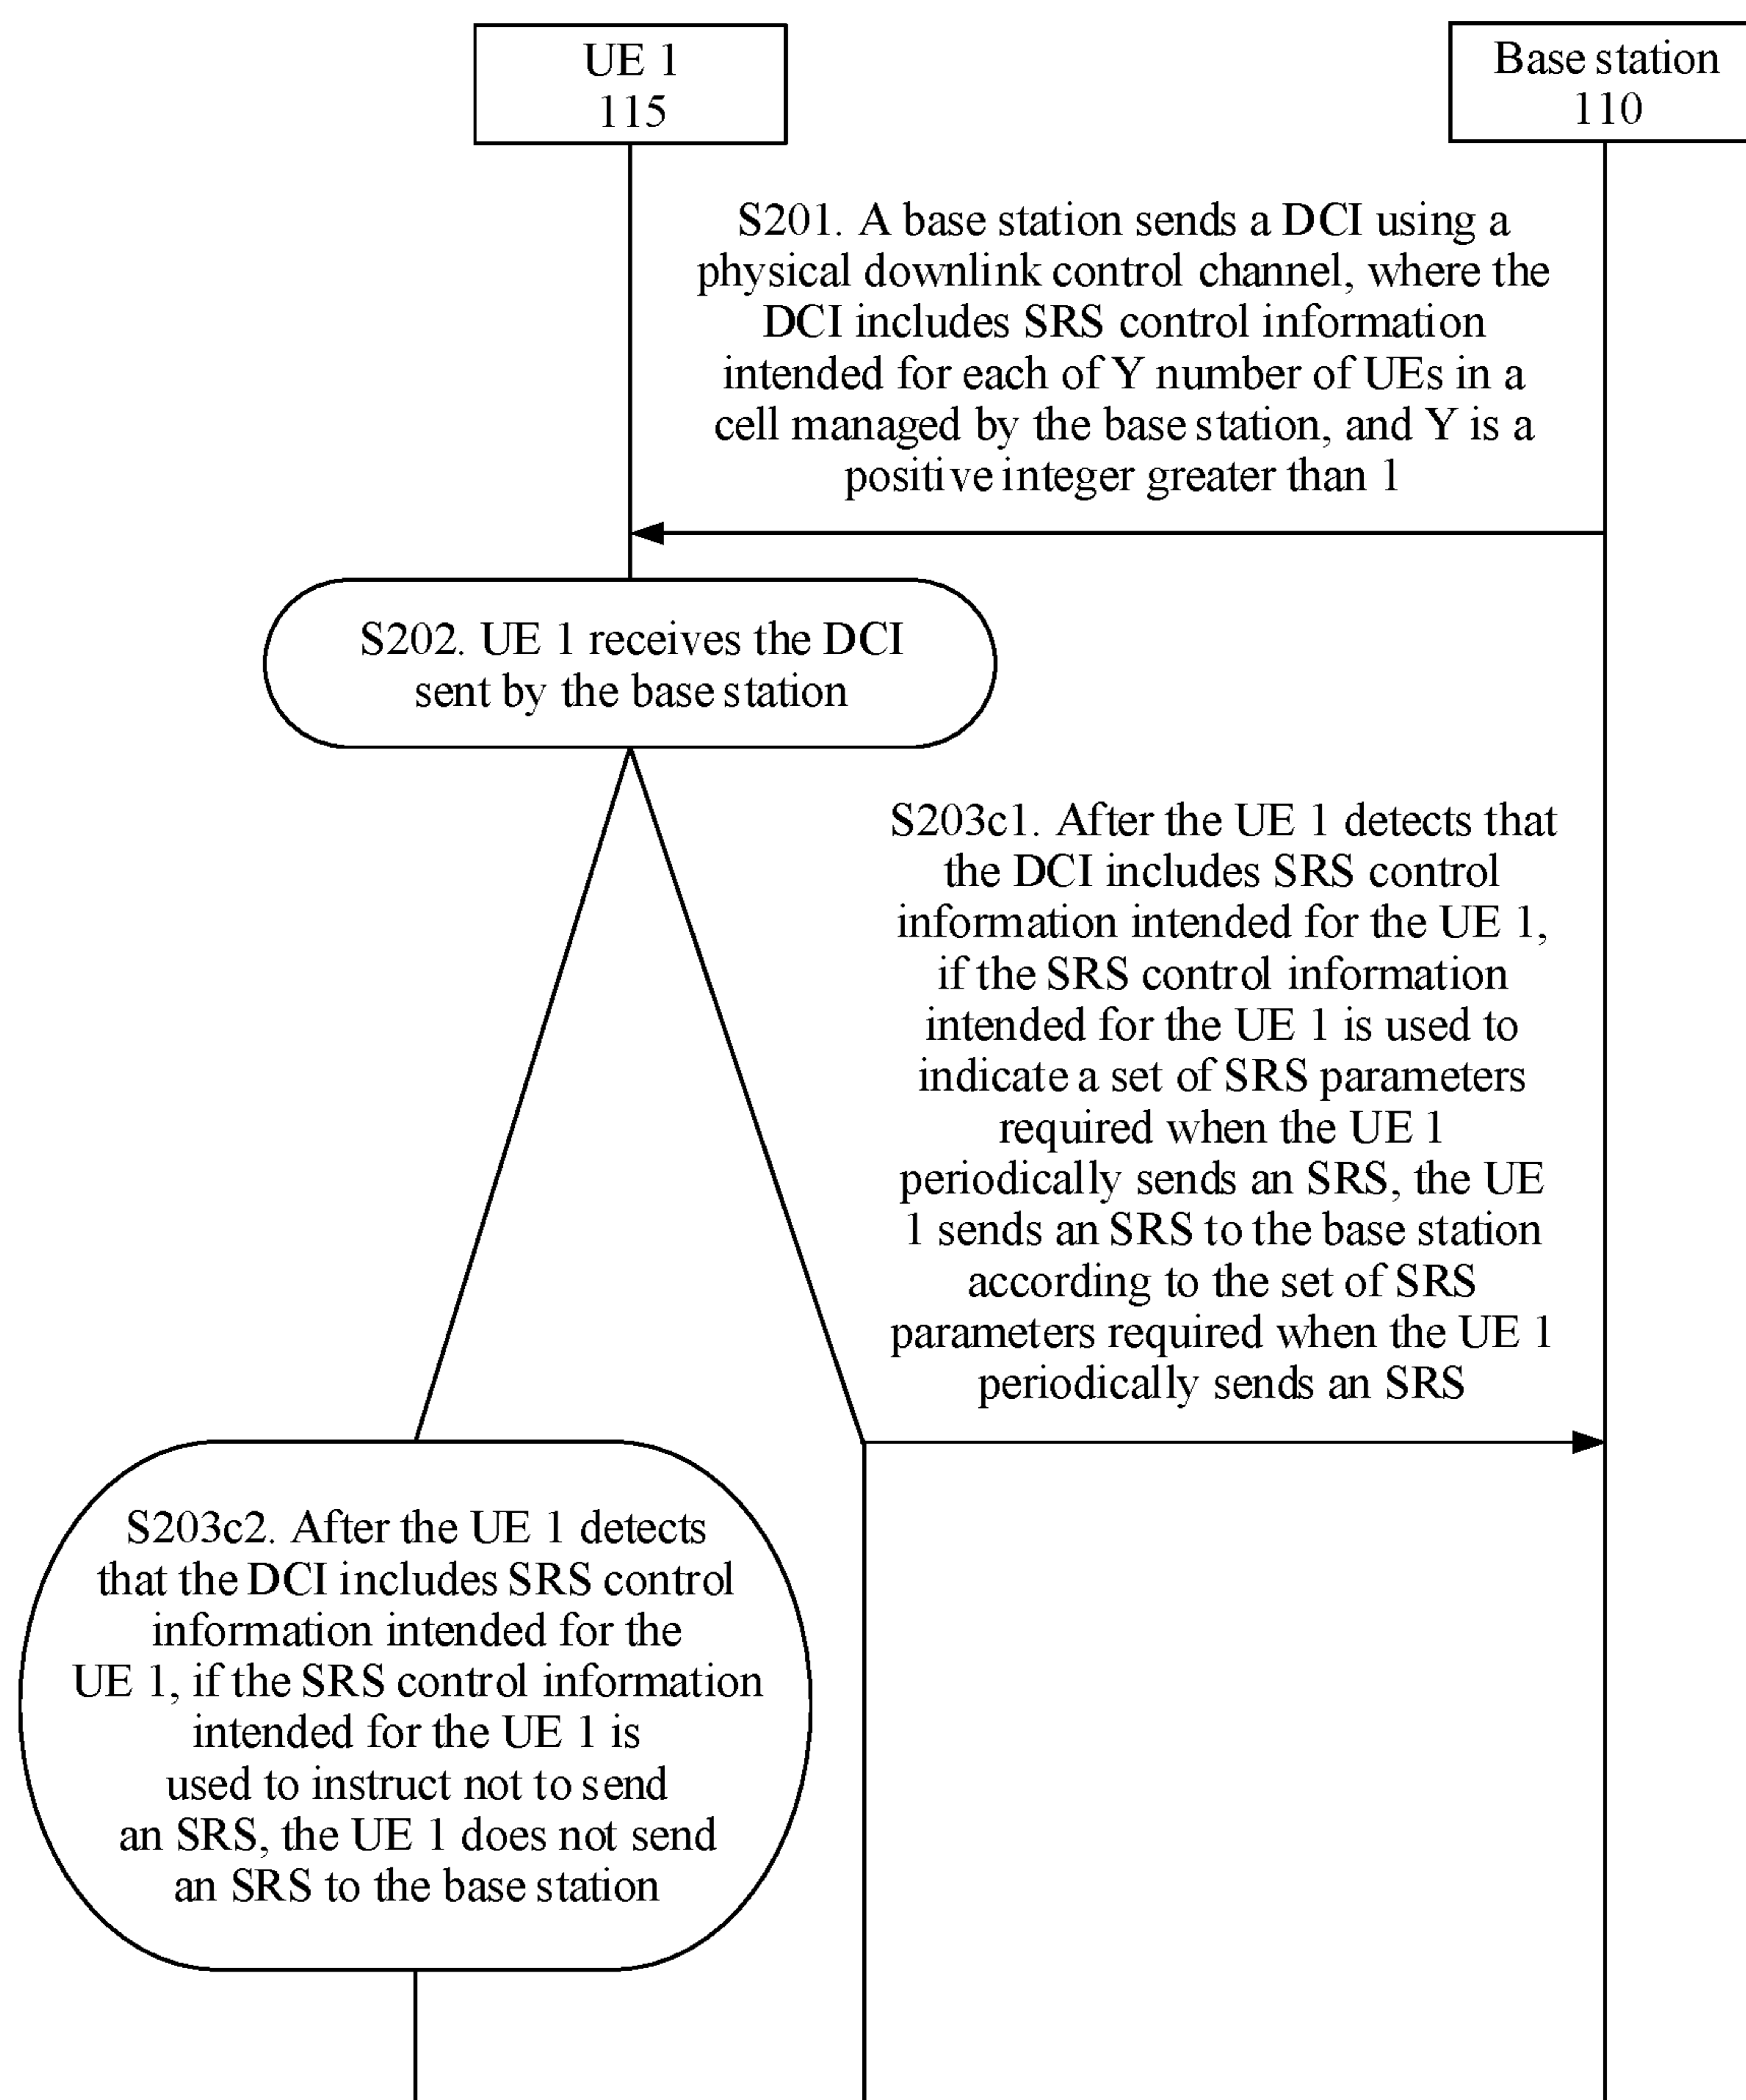 UE 1
115
Base station
110
S201. A base station sends a DCI using a
physical downlink control channel, where the
DCI includes SRS control information
intended for each of Y number of UEs in a
cell managed by the base station, and Y is a
positive integer greater than 1
S202. UE 1 receives the DCI
sent by the base station
S203c1. After the UE 1 detects that
the DCI includes SRS control
information intended for the UE 1,
if the SRS control information
intended for the UE 1 is used to
indicate a set of SRS parameters
required when the UE 1
periodically sends an SRS, the UE
1 sends an SRS to the base station
according to the set of SRS
parameters required when the UE 1
periodically sends an SRS
S203c2. After the UE 1 detects
that the DCI includes SRS control
information intended for the
UE 1, if the SRS control information
intended for the UE 1 is
used to instruct not to send
an SRS, the UE 1 does not send
an SRS to the base station